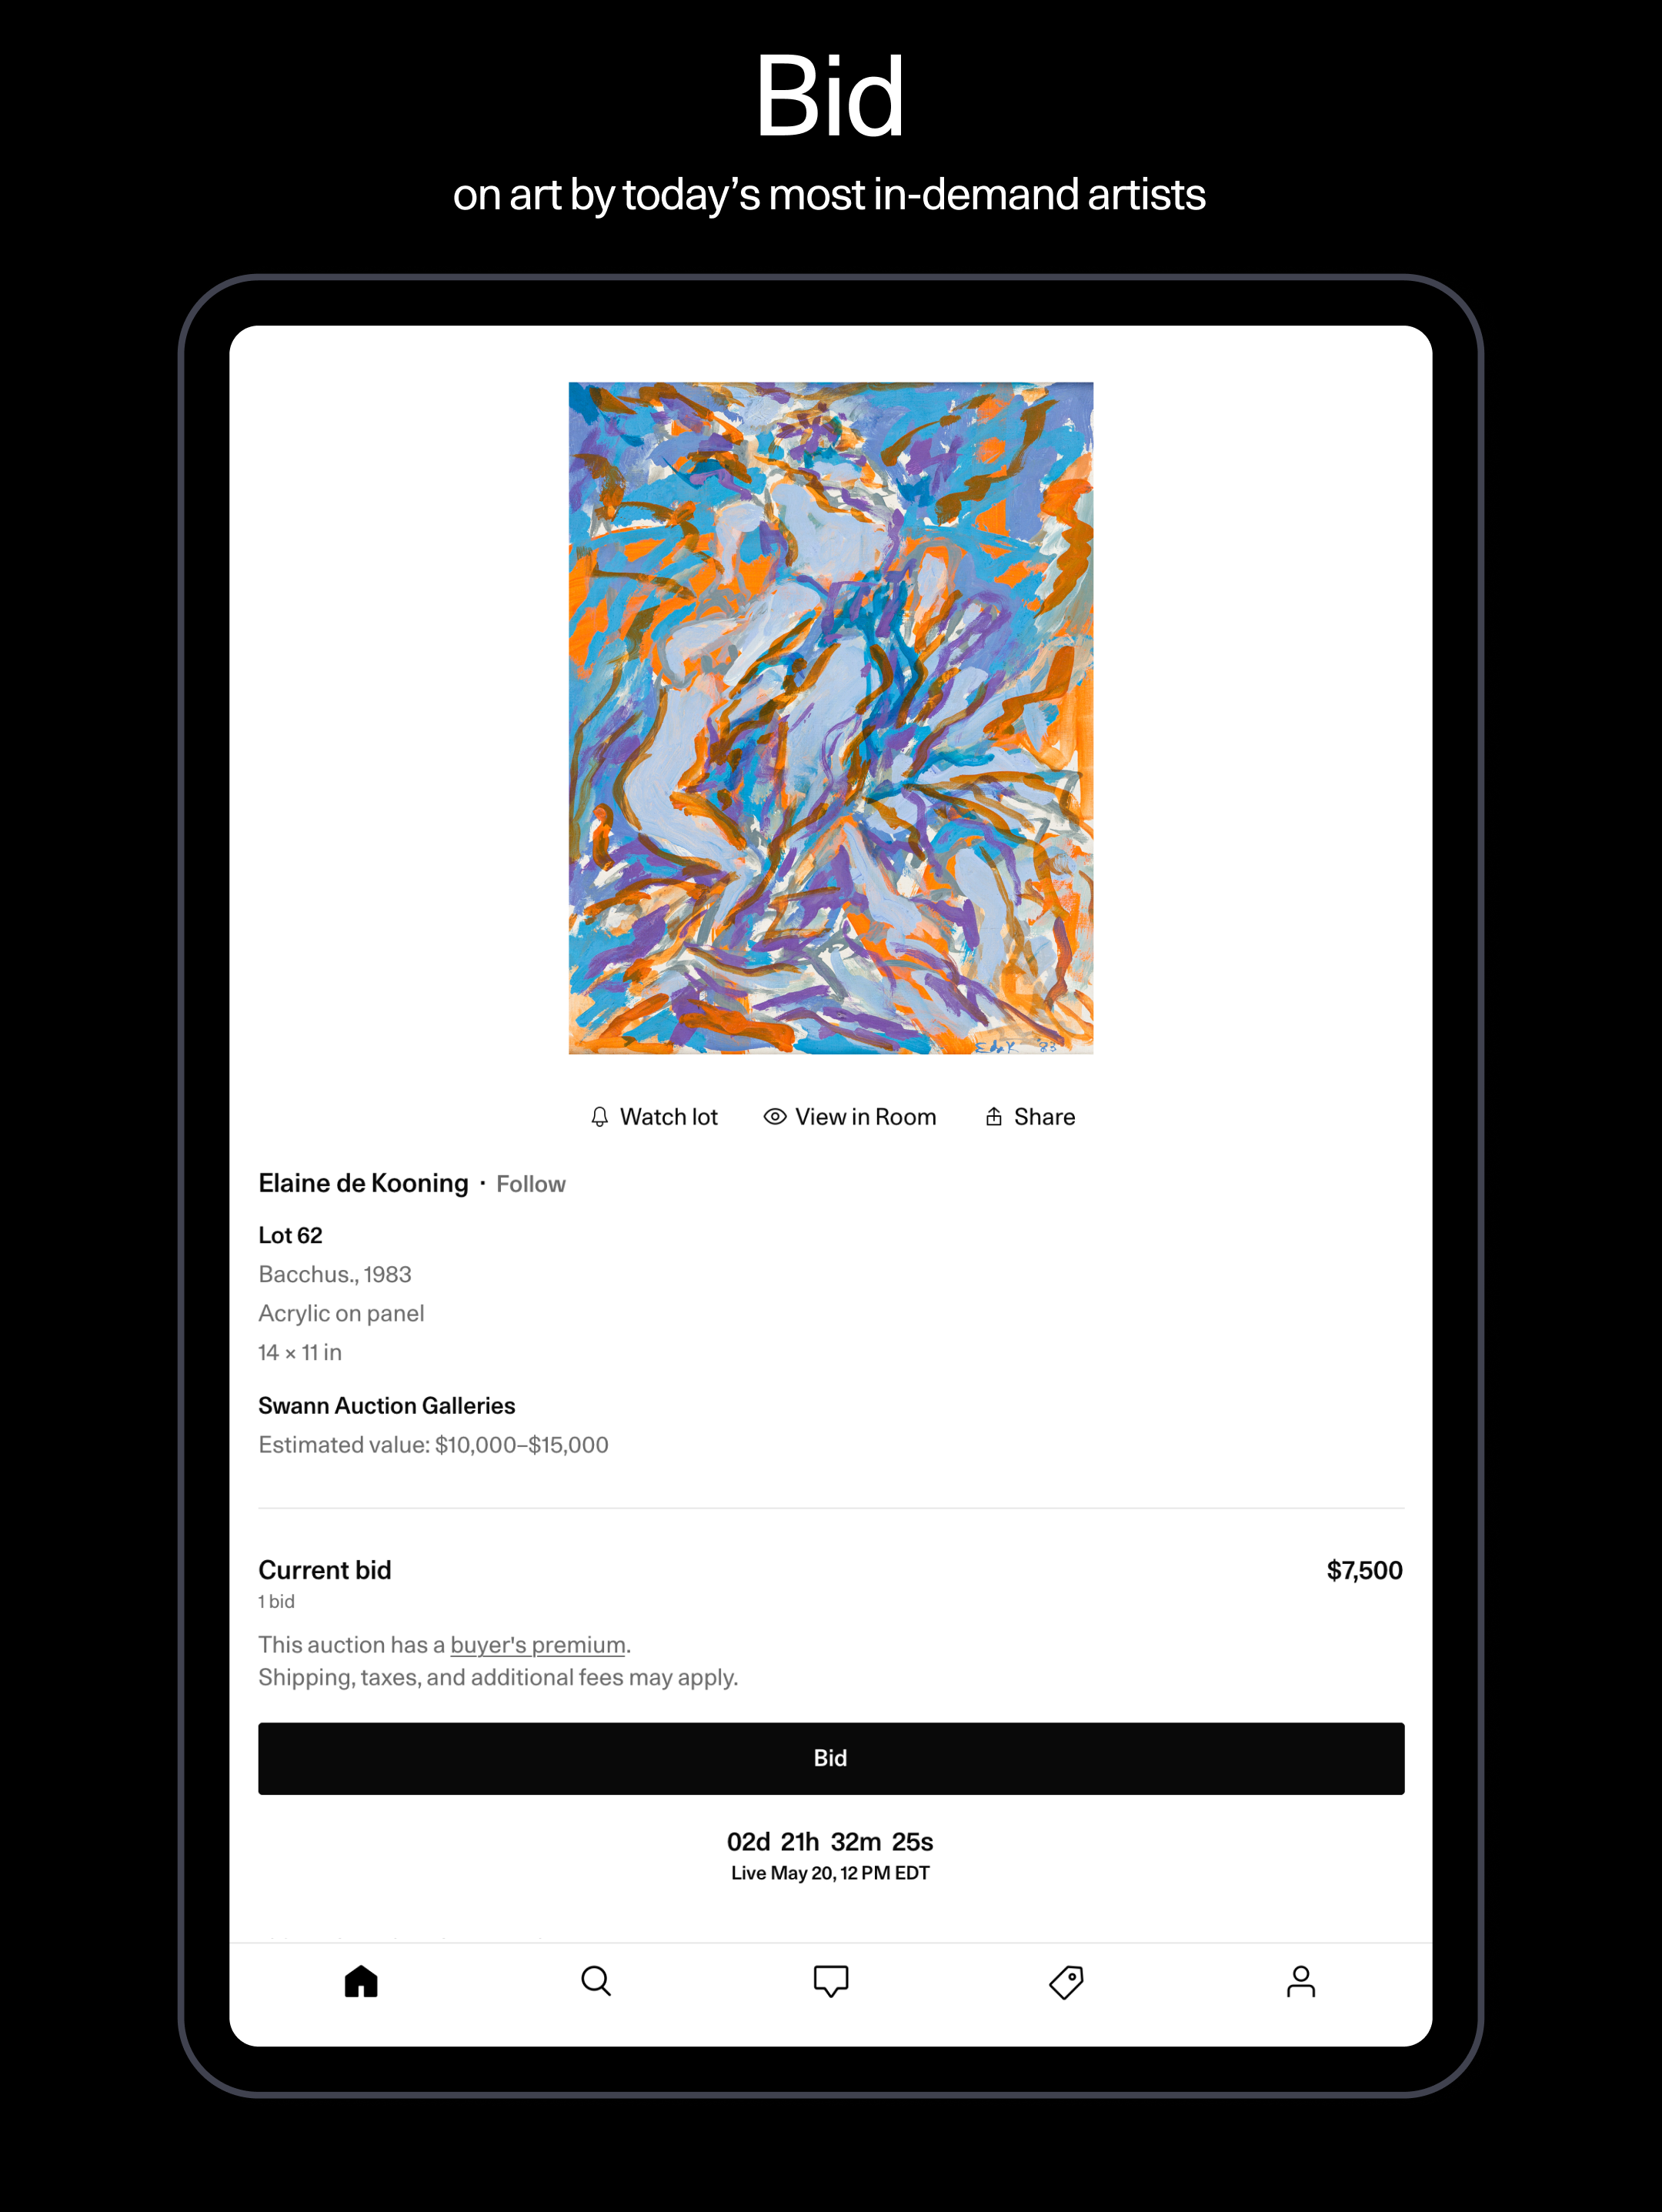 Bid
on art by today’s most in-demand artists
EdeK '83
Watch lot
View in Room
Share
Elaine de Kooning · Follow
Lot 62
Bacchus., 1983
Acrylic on panel
14 × 11 in
Swann Auction Galleries
Estimated value: $10,000–$15,000
Current bid
$7,500
1 bid
This auction has a buyer's premium.
Shipping, taxes, and additional fees may apply.
Bid
02d 21h 32m 25s
Live May 20, 12 PM EDT